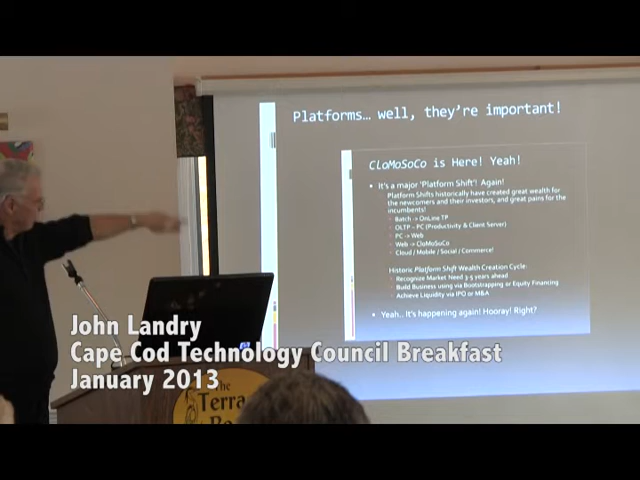 Platforms... well, they're important!
CloMoSoCo is Here! Yeah!
• It's a major 'Platform Shift'! Again!
Platform Shifts historically have created great wealth for
the newcomers and their investors, and great pains for the
incumbents!
Batch -> OnLine TP
OLTP - PC (Productivity & Client Server)
PC -> Web
Web -> CloMoSoCo
Cloud / Mobile / Social / Commerce!
Historic Platform Shift Wealth Creation Cycle:
Recognize Market Need 3-5 years ahead
Build Business using via Bootstrapping or Equity Financing
Achieve Liquidity via IPO or M&A
• Yeah.. It's happening again! Hooray! Right?
John Landry
Cape Cod Technology Council Breakfast
January 2013
The
Terra